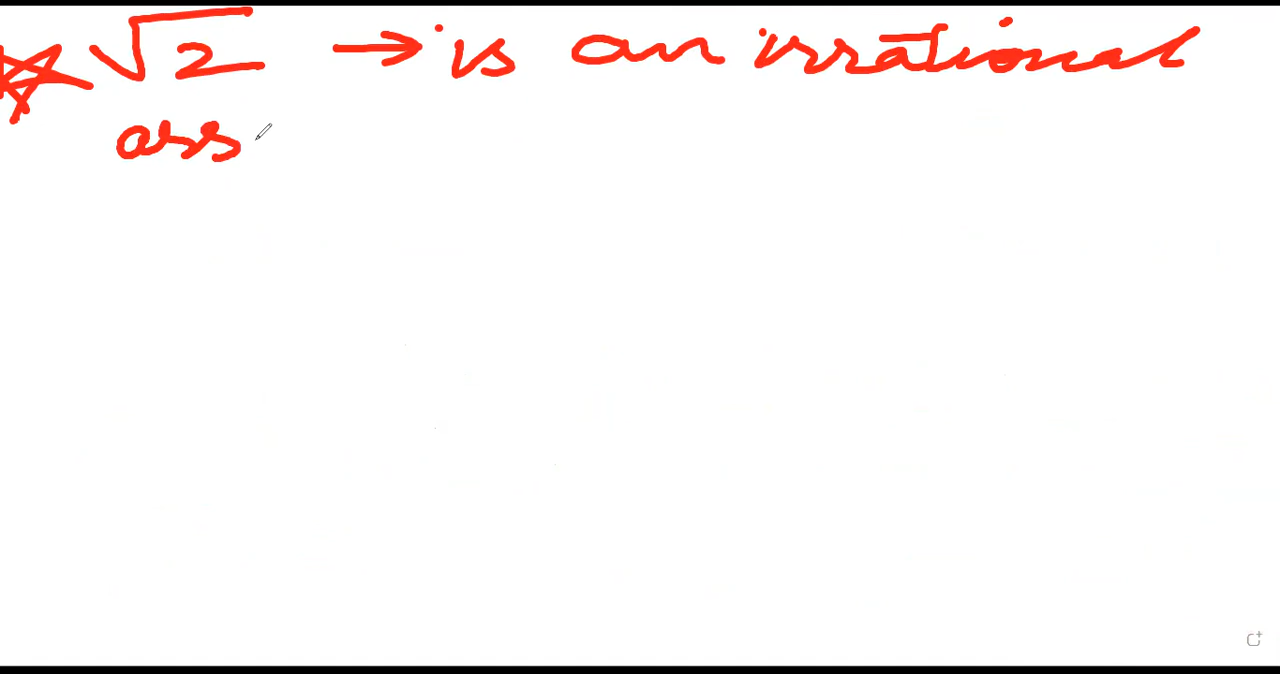 √2 → is an irrational
ass